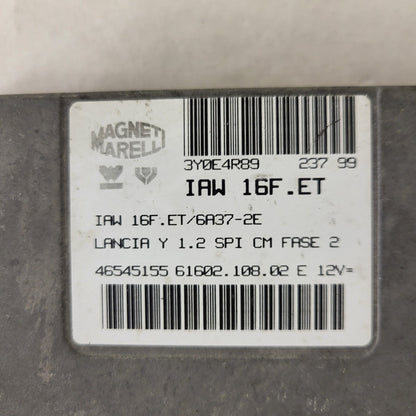 MAGNETI
MARELLI
3Y0E4R89 237 99
IAW 16F.ET
IAW 16F.ET/6A37-2E
LANCIA Y 1.2 SPI CM FASE 2
46545155 61602.108.02 E 12V=